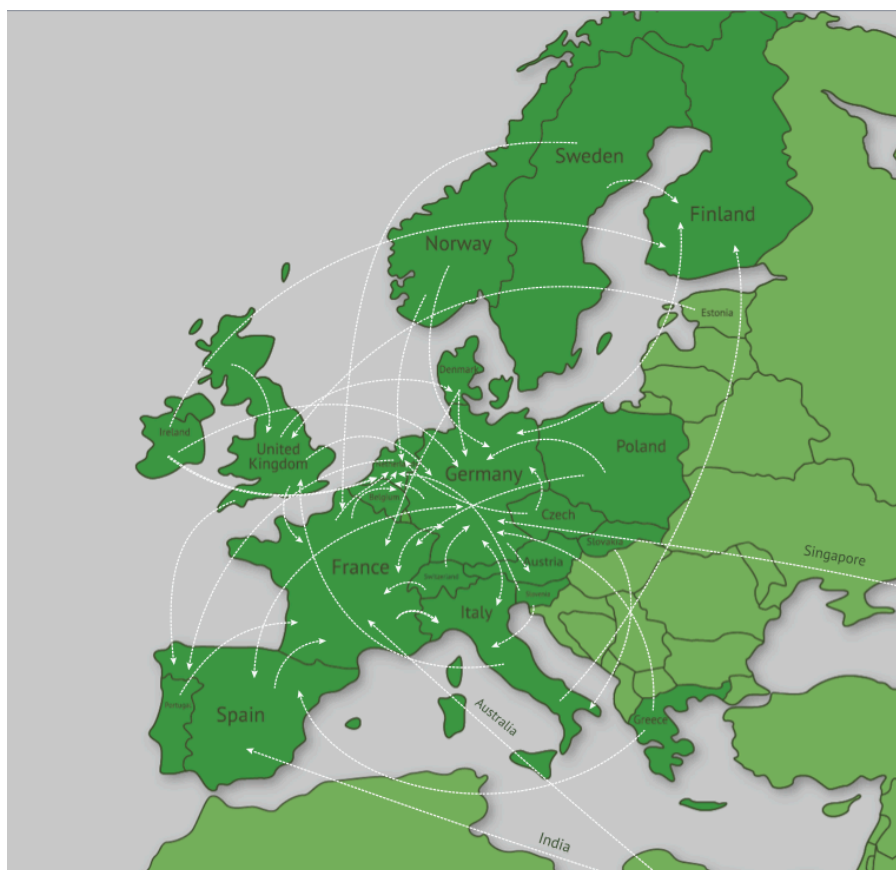 Sweden
Finland
Norway
Estonia
Denmark
Ireland
United
Kingdom
Poland
Germany
Belgium
Czech
Slovakia
Singapore
France
Austria
Switzerland
Slovenia
Italy
Portugal
Spain
Australia
Greece
India